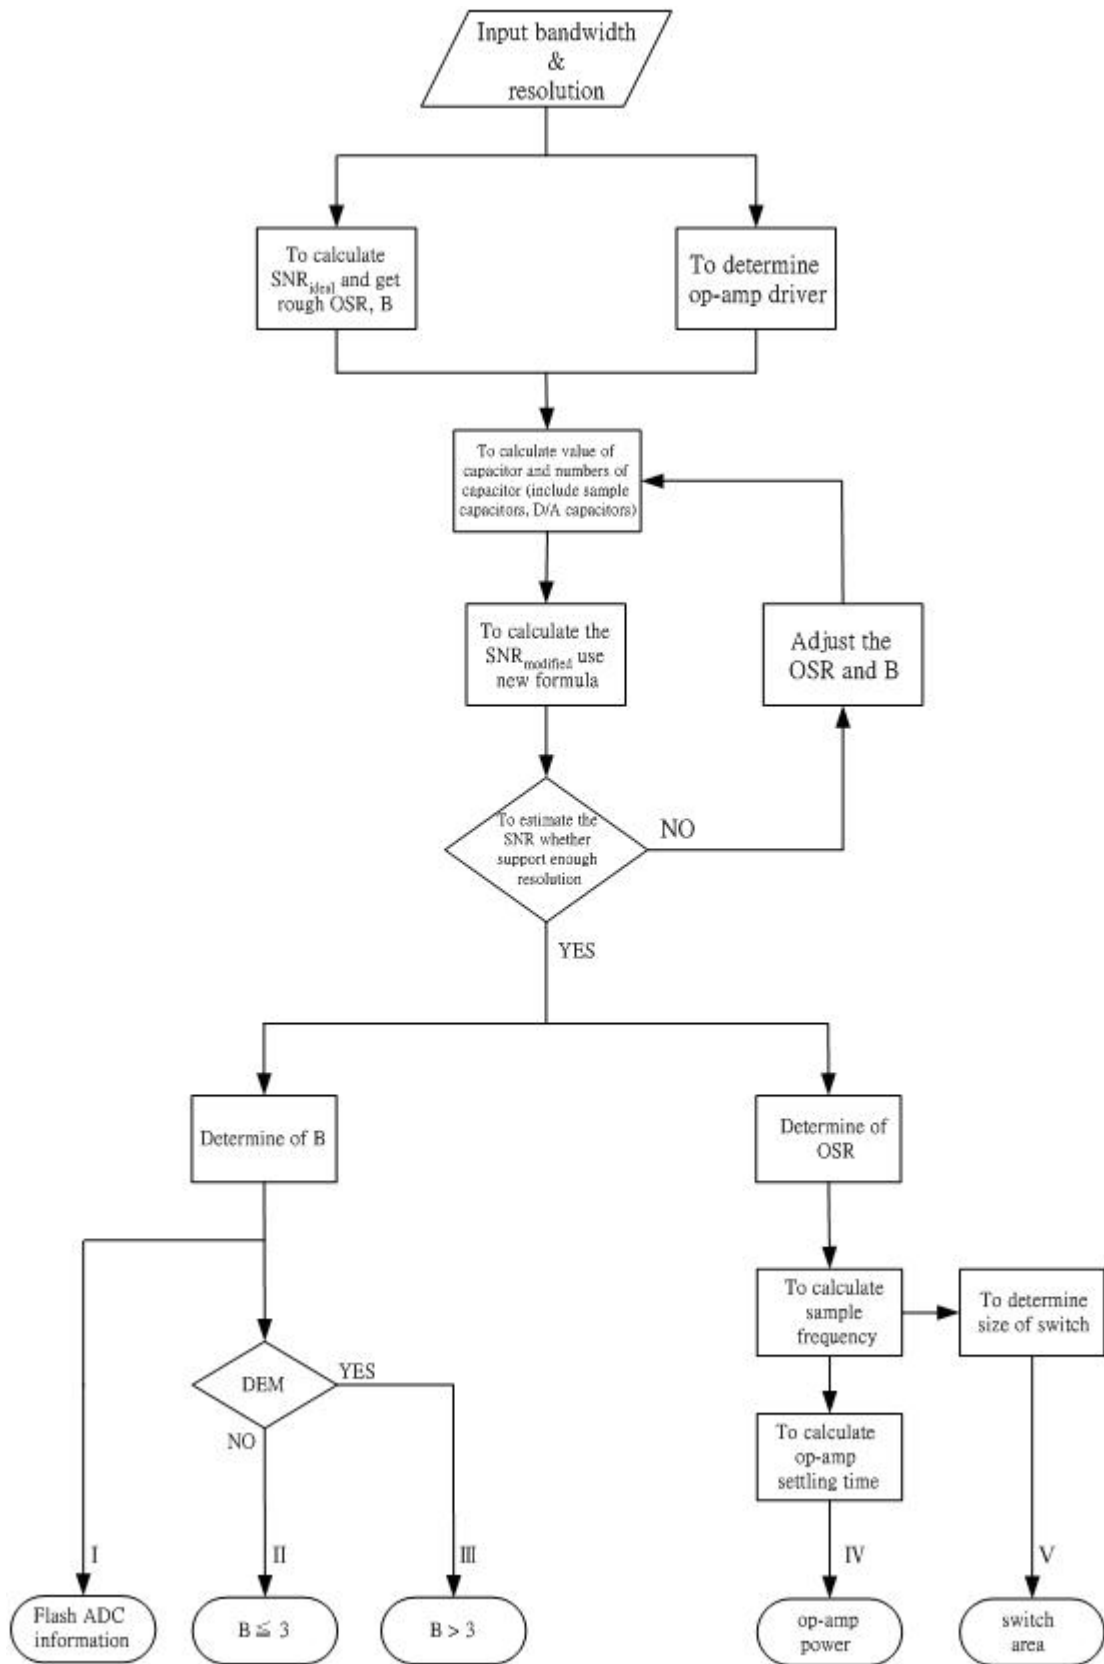 Input bandwidth
&
resolution
To calculate
SNRideal and get
rough OSR, B
To determine
op-amp driver
To calculate value of
capacitor and numbers of
capacitor (include sample
capacitors, D/A capacitors)
To calculate the
SNRmodified use
new formula
Adjust the
OSR and B
To estimate the
SNR whether
support enough
resolution
NO
YES
Determine of B
Determine of
OSR
To calculate
sample
frequency
To determine
size of switch
DEM
YES
NO
To calculate
op-amp
settling time
I
II
III
IV
V
Flash ADC
information
B ≦ 3
B > 3
op-amp
power
switch
area